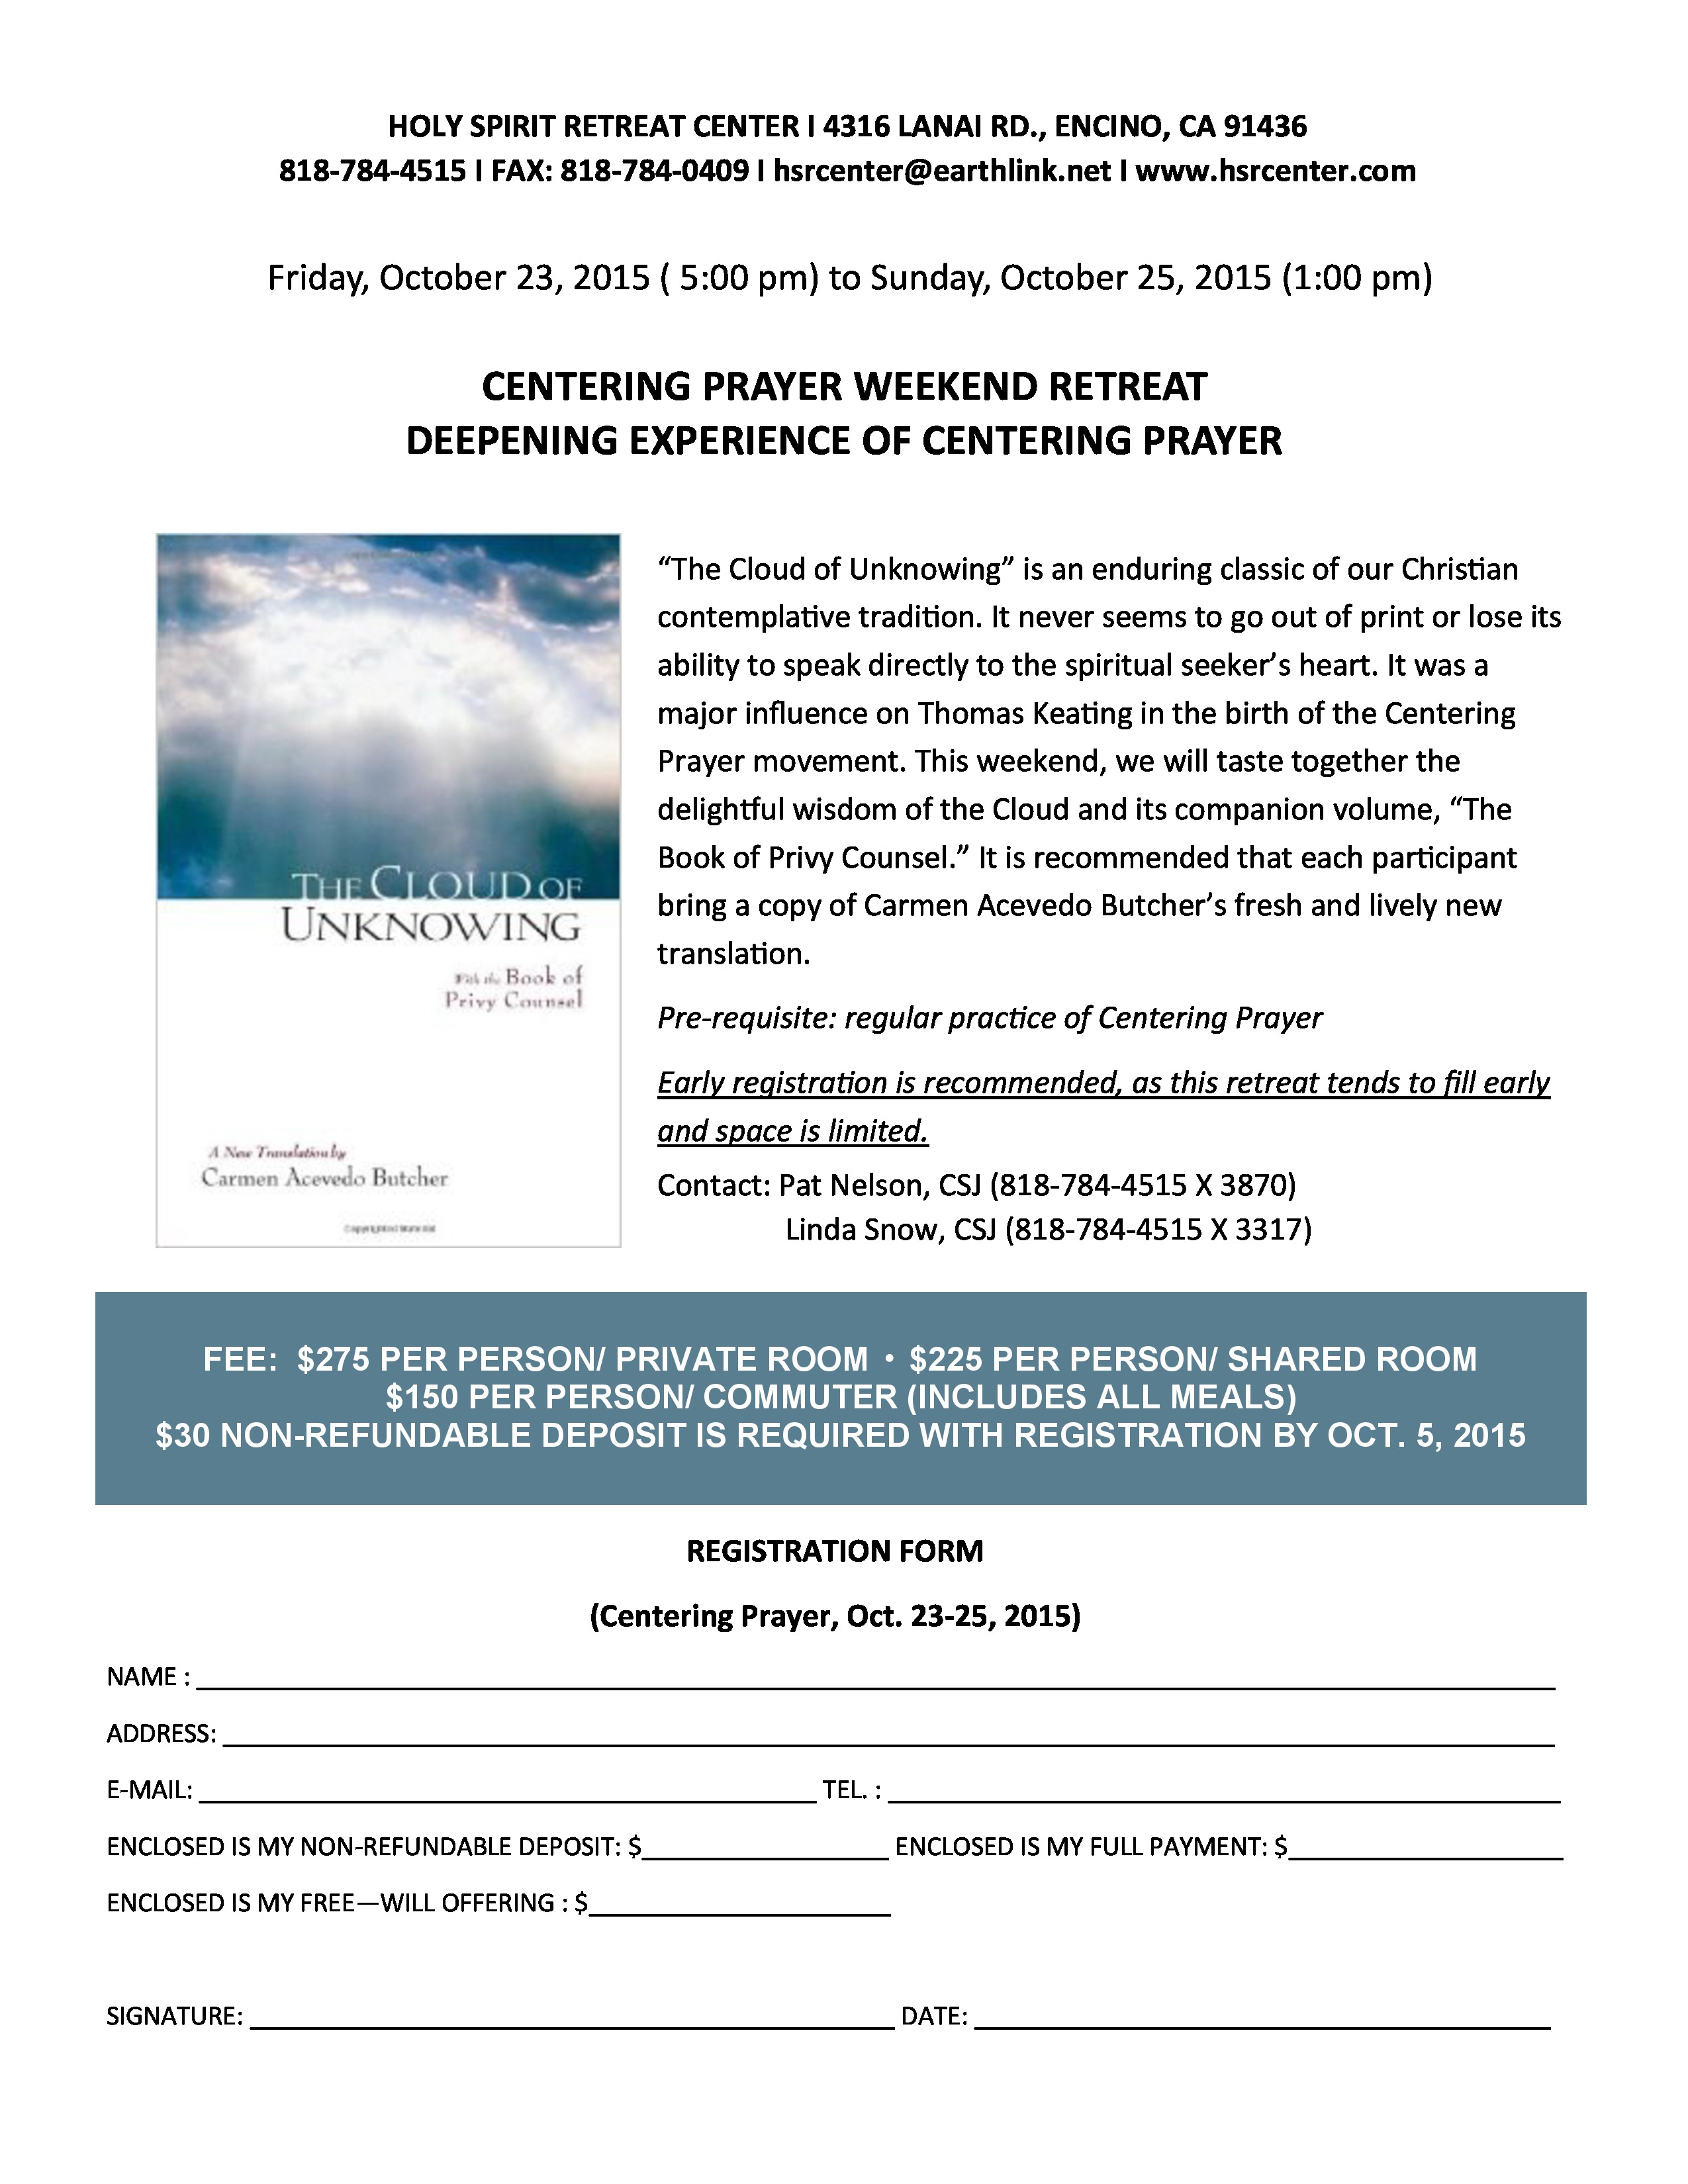 HOLY SPIRIT RETREAT CENTER I 4316 LANAI RD., ENCINO, CA 91436
818-784-4515 I FAX: 818-784-0409 I hsrcenter@earthlink.net I www.hsrcenter.com
Friday, October 23, 2015 ( 5:00 pm) to Sunday, October 25, 2015 (1:00 pm)
CENTERING PRAYER WEEKEND RETREAT
DEEPENING EXPERIENCE OF CENTERING PRAYER
THE CLOUD OF
UNKNOWING
With the Book of
Privy Counsel
A New Translation by
Carmen Acevedo Butcher
Copyrighted Material
“The Cloud of Unknowing” is an enduring classic of our Christian
contemplative tradition. It never seems to go out of print or lose its
ability to speak directly to the spiritual seeker’s heart. It was a
major influence on Thomas Keating in the birth of the Centering
Prayer movement. This weekend, we will taste together the
delightful wisdom of the Cloud and its companion volume, “The
Book of Privy Counsel.” It is recommended that each participant
bring a copy of Carmen Acevedo Butcher’s fresh and lively new
translation.
Pre-requisite: regular practice of Centering Prayer
Early registration is recommended, as this retreat tends to fill early
and space is limited.
Contact: Pat Nelson, CSJ (818-784-4515 X 3870)
Linda Snow, CSJ (818-784-4515 X 3317)
FEE: $275 PER PERSON/ PRIVATE ROOM • $225 PER PERSON/ SHARED ROOM
$150 PER PERSON/ COMMUTER (INCLUDES ALL MEALS)
$30 NON-REFUNDABLE DEPOSIT IS REQUIRED WITH REGISTRATION BY OCT. 5, 2015
REGISTRATION FORM
(Centering Prayer, Oct. 23-25, 2015)
NAME :
ADDRESS:
E-MAIL: TEL. :
ENCLOSED IS MY NON-REFUNDABLE DEPOSIT: $ ENCLOSED IS MY FULL PAYMENT: $
ENCLOSED IS MY FREE—WILL OFFERING : $
SIGNATURE: DATE: